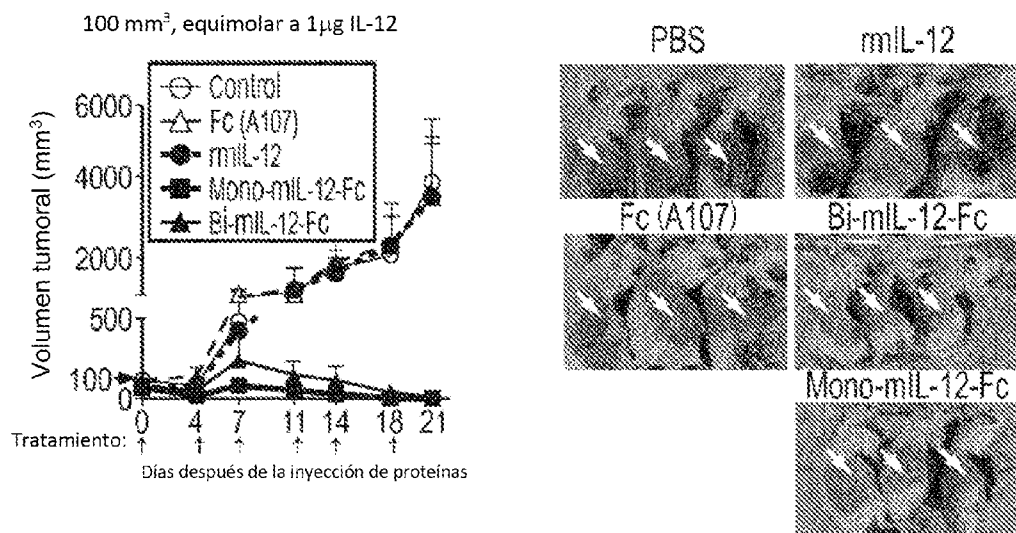 100 mm³, equimolar a 1µg IL-12
Control
Fc (A107)
rmIL-12
Mono-mIL-12-Fc
Bi-mIL-12-Fc
Volumen tumoral (mm³)
6000
4000
2000
500
100
0
0 4 7 11 14 18 21
Tratamiento:
Días después de la inyección de proteínas
PBS
rmIL-12
Fc (A107)
Bi-mIL-12-Fc
Mono-mIL-12-Fc